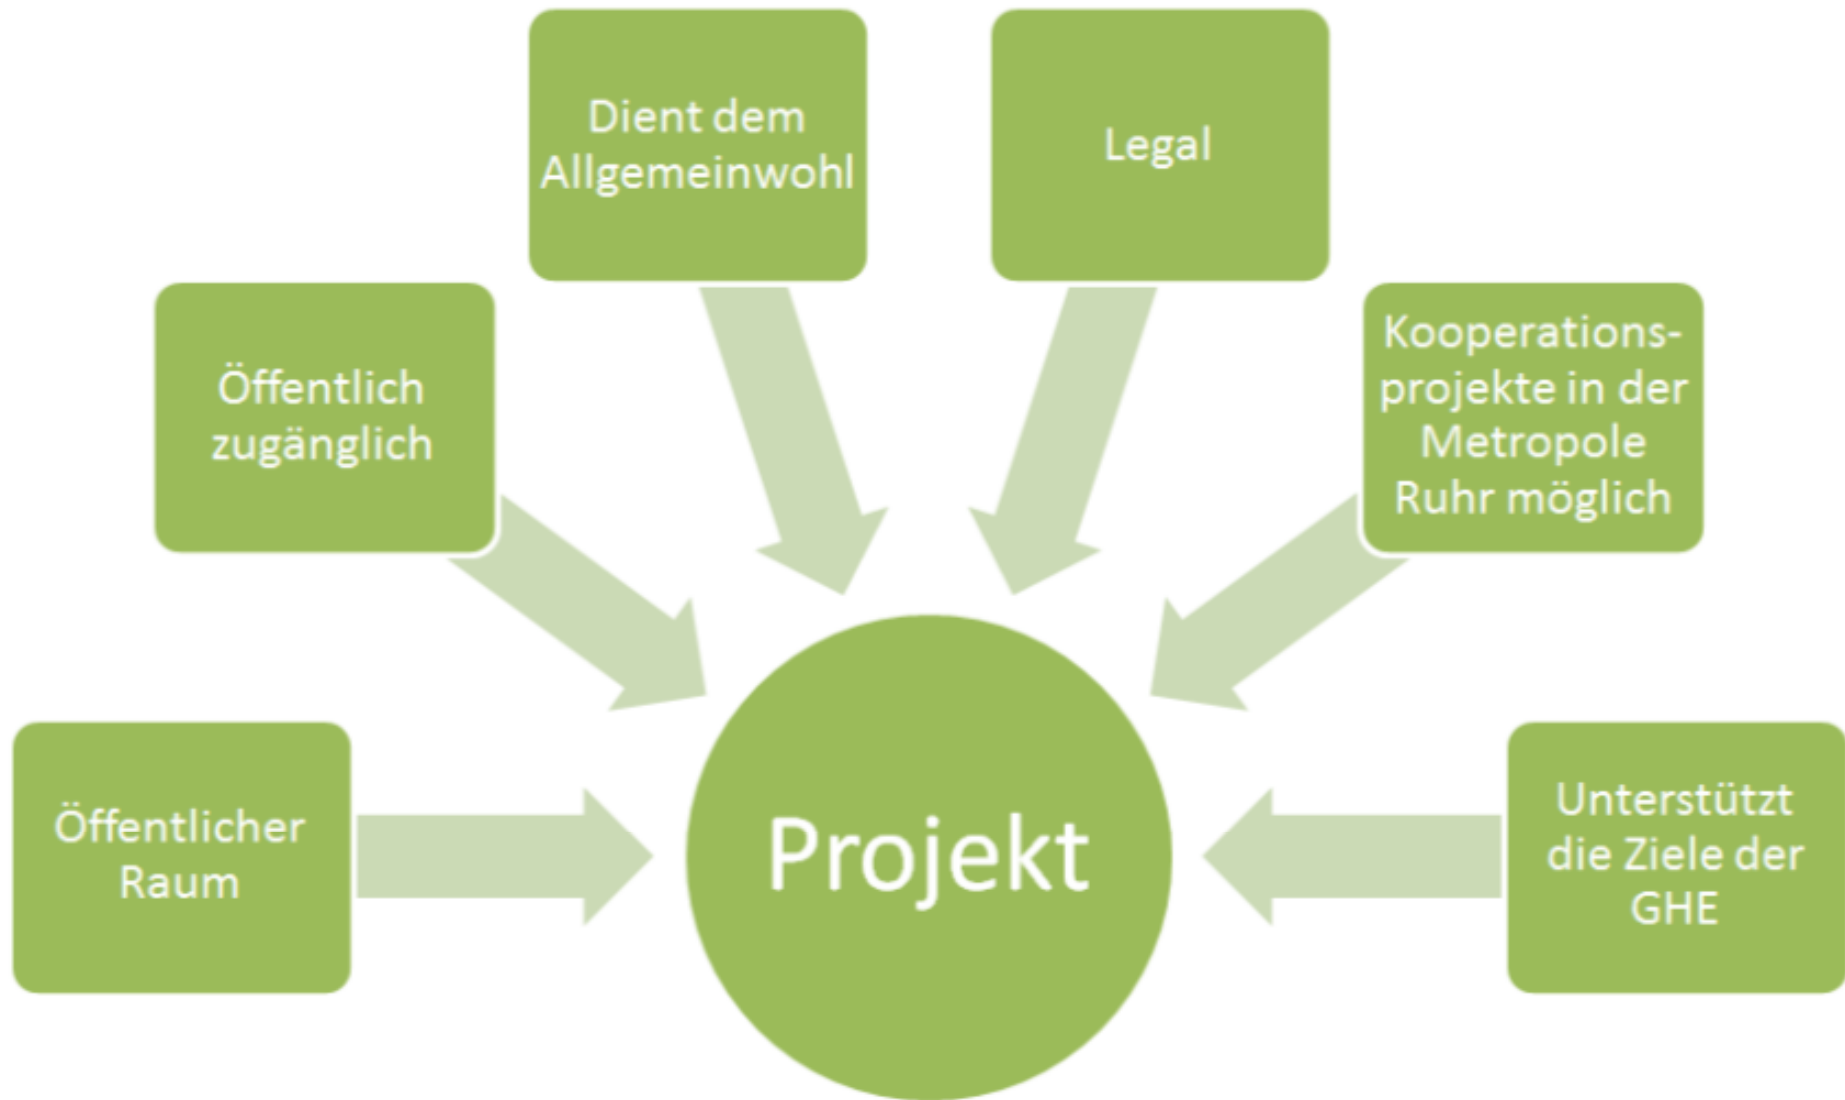 Dient dem
Allgemeinwohl
Legal
Öffentlich
zugänglich
Kooperations-
projekte in der
Metropole
Ruhr möglich
Öffentlicher
Raum
Projekt
Unterstützt
die Ziele der
GHE